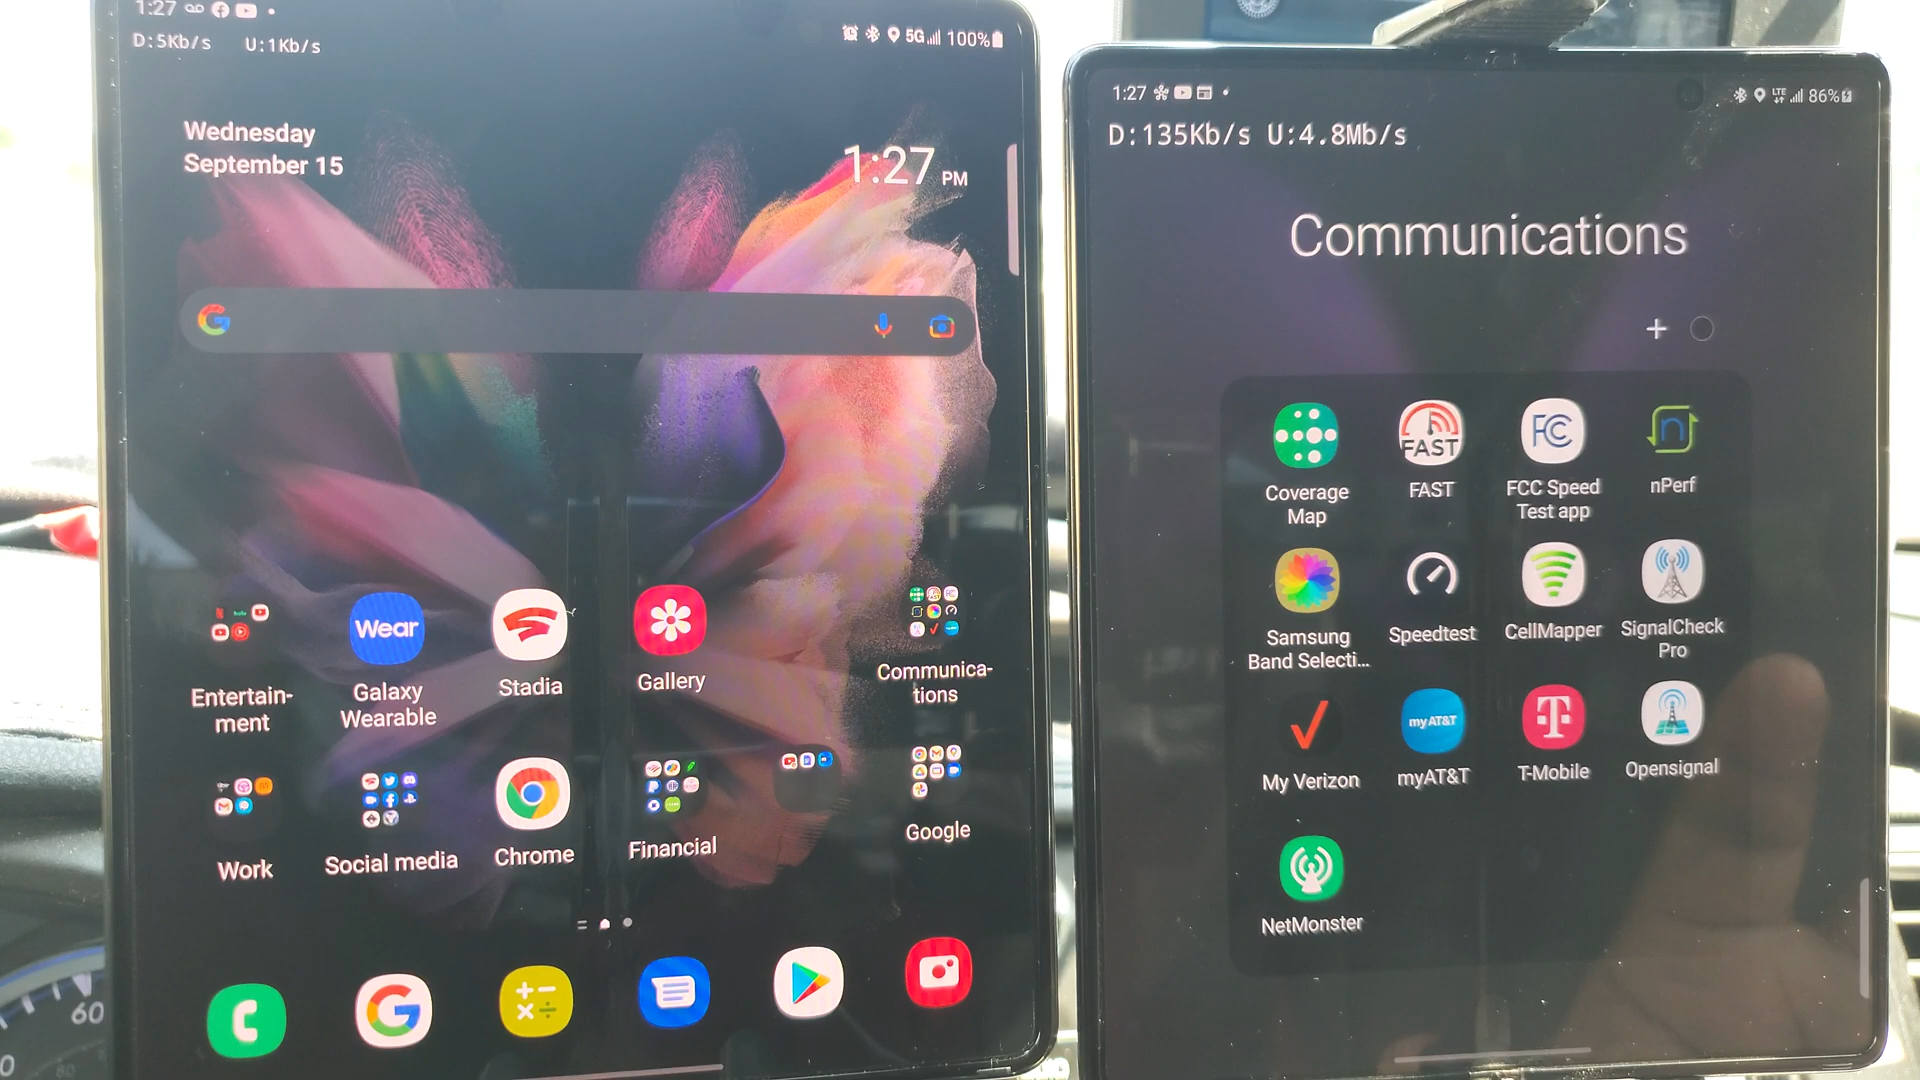 1:27
5G 100%
D:5Kb/s U:1Kb/s
Wednesday
September 15
1:27 PM
Wear
Entertain-
ment
Galaxy
Wearable
Stadia
Gallery
Communica-
tions
Work
Social media
Chrome
Financial
Google
60
80
1:27
LTE 86%
D:135Kb/s U:4.8Mb/s
Communications
+
FAST
FC
n
Coverage
Map
FAST
FCC Speed
Test app
nPerf
Samsung
Band Selecti...
Speedtest
CellMapper
SignalCheck
Pro
my AT&T
T
My Verizon
myAT&T
T-Mobile
Opensignal
NetMonster